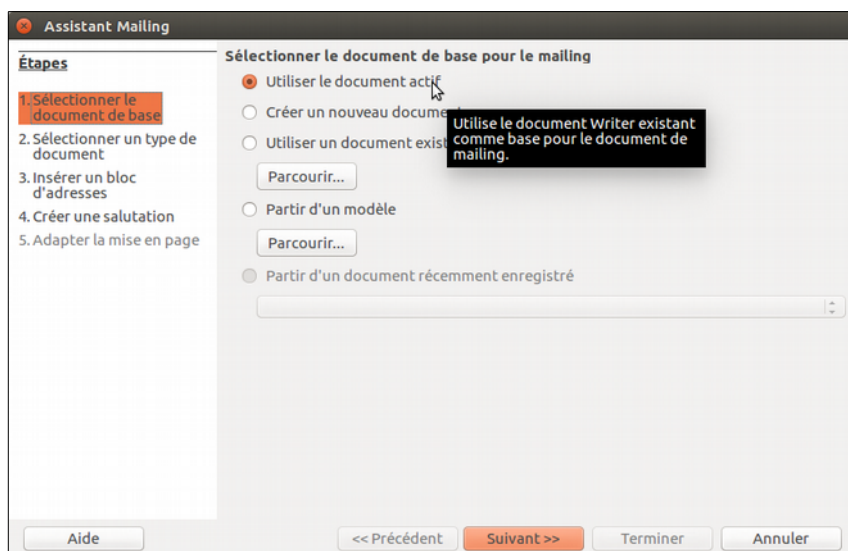 Assistant Mailing
Étapes
1. Sélectionner le
document de base
2. Sélectionner un type de
document
3. Insérer un bloc
d'adresses
4. Créer une salutation
5. Adapter la mise en page
Sélectionner le document de base pour le mailing
Utiliser le document actif
Créer un nouveau
Utilise le document Writer existant
comme base pour le document de
mailing.
Utiliser un document
Parcourir...
Partir d'un modèle
Parcourir...
Partir d'un document récemment enregistré
Aide
<< Précédent
Suivant >>
Terminer
Annuler